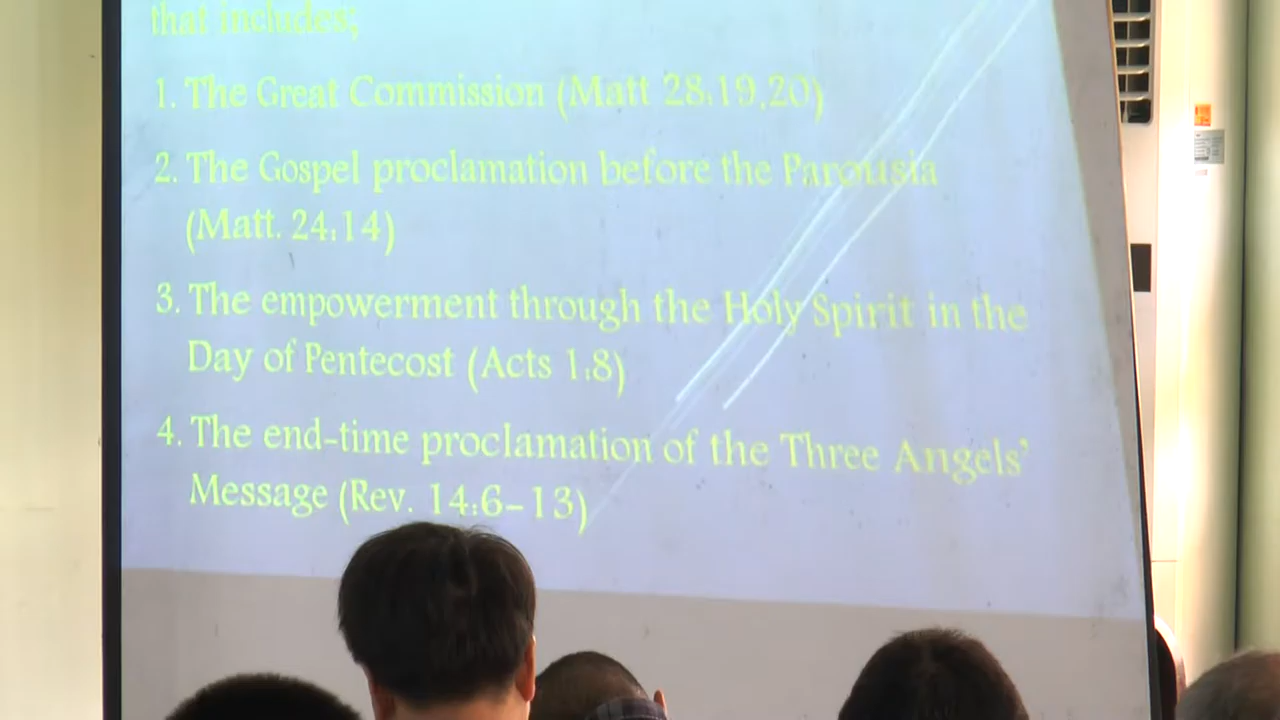 that includes;
1. The Great Commission (Matt 28:19,20)
2. The Gospel proclamation before the Parousia
(Matt. 24:14)
3. The empowerment through the Holy Spirit in the
Day of Pentecost (Acts 1:8)
4. The end-time proclamation of the Three Angels'
Message (Rev. 14:6-13)